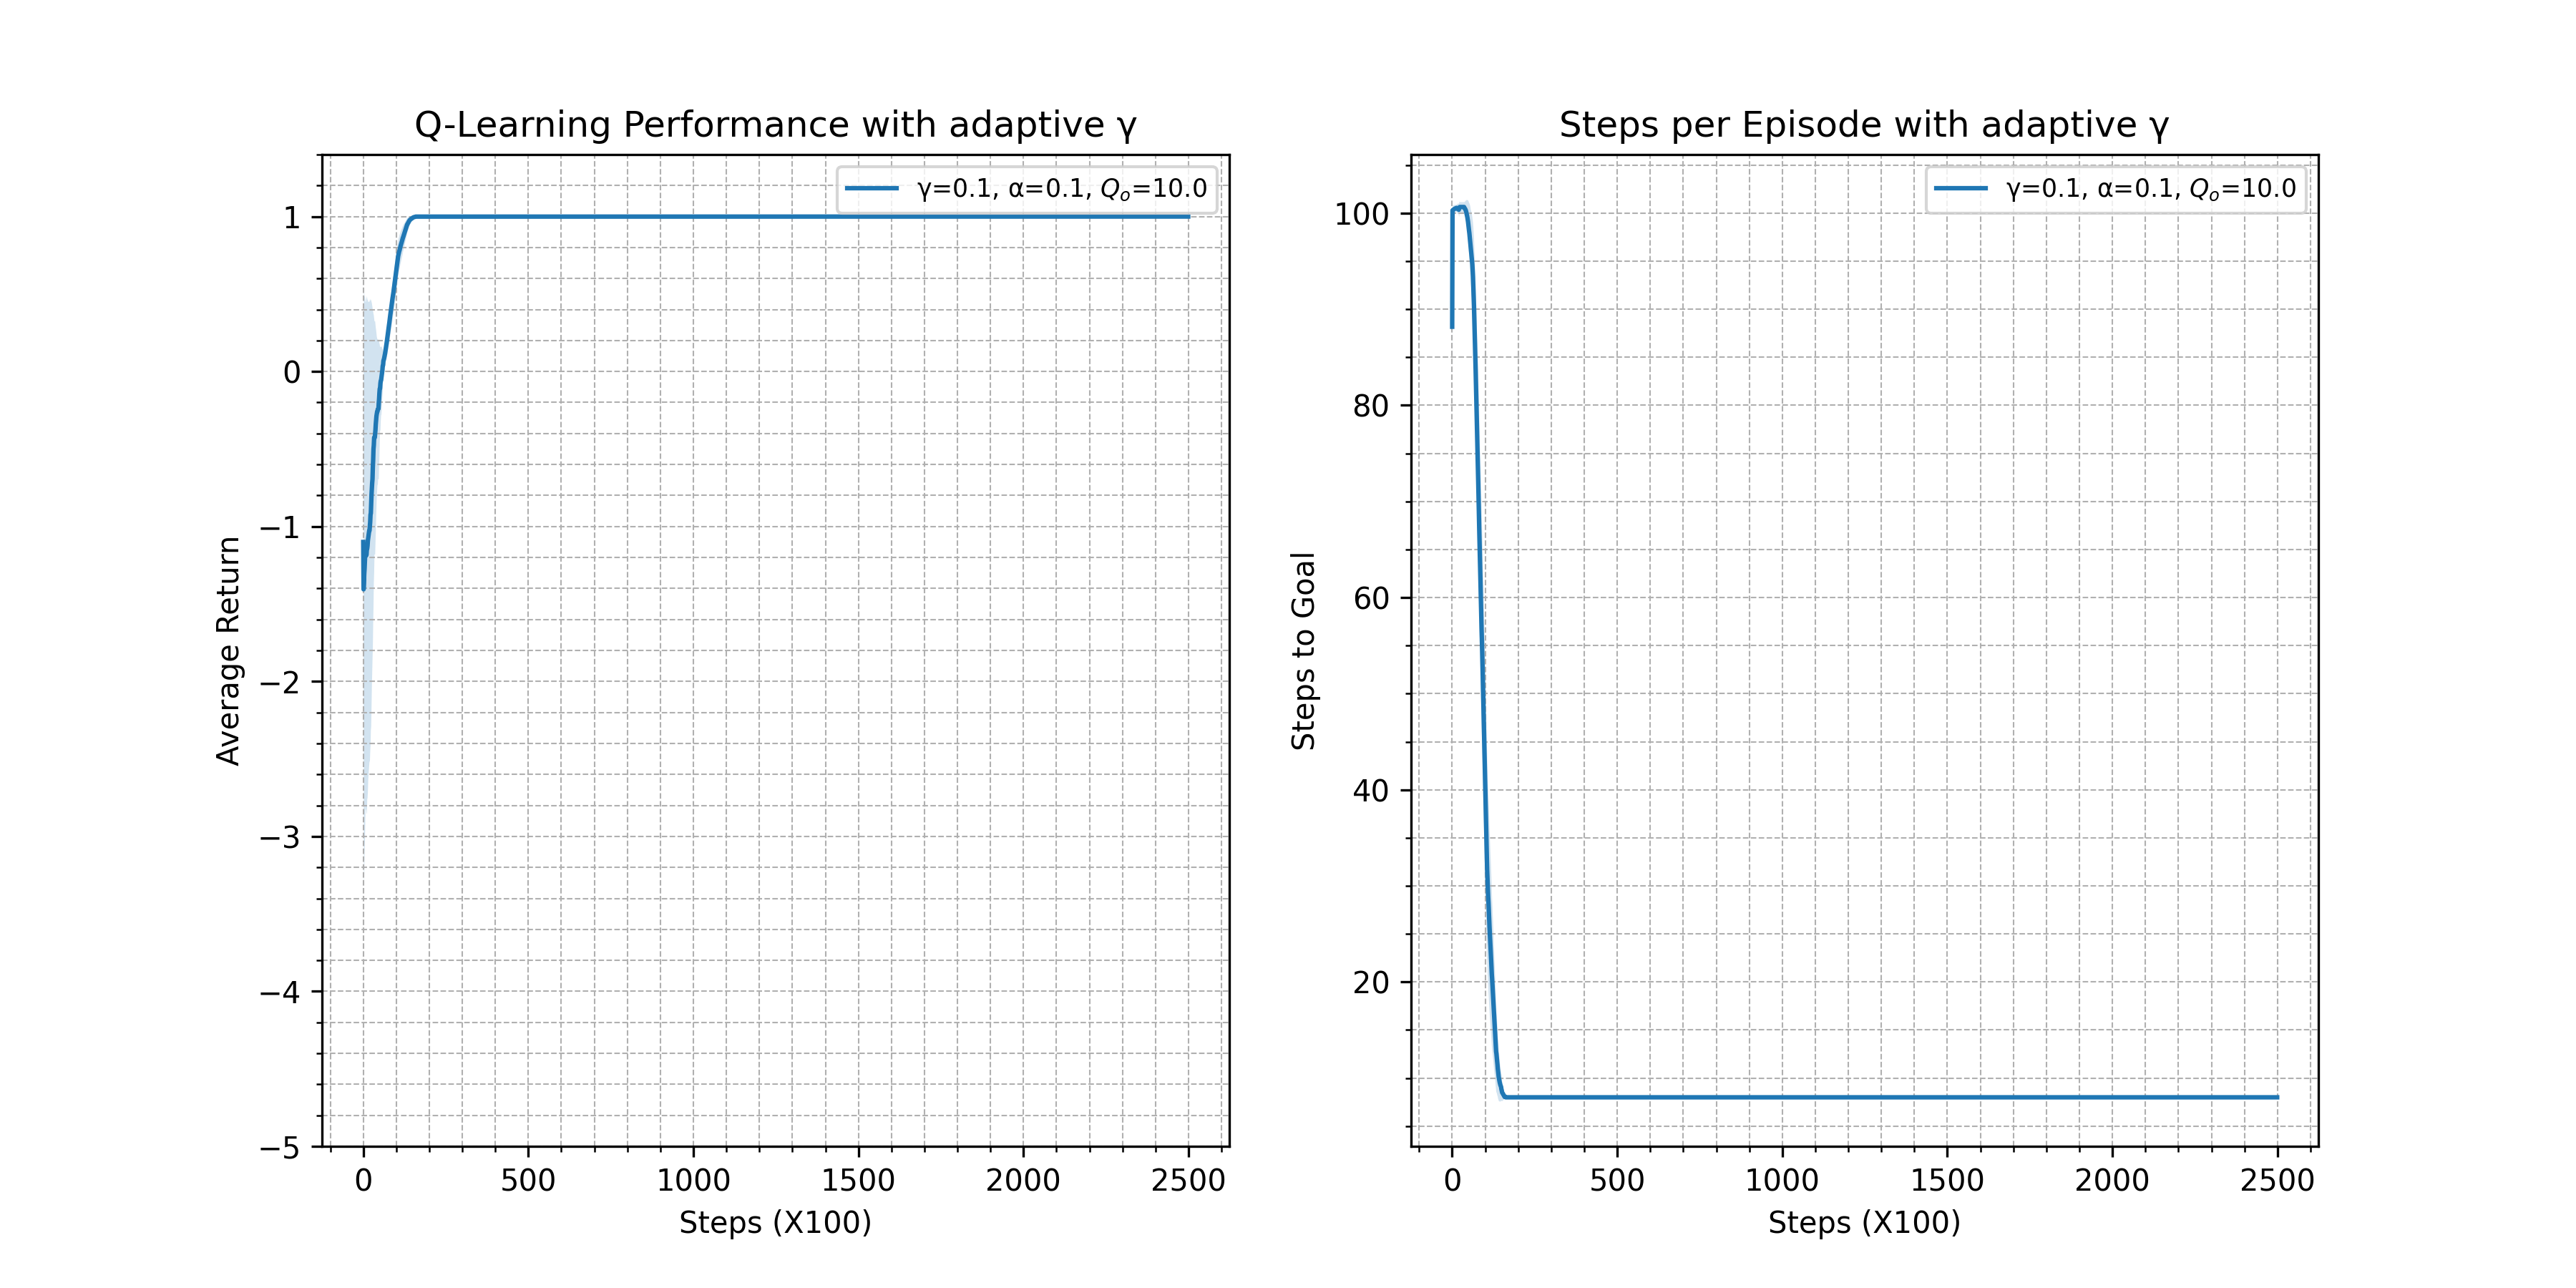 Q-Learning Performance with adaptive γ
γ=0.1, α=0.1, Qₒ=10.0
1
0
−1
−2
−3
−4
−5
Average Return
0 500 1000 1500 2000 2500
Steps (X100)
Steps per Episode with adaptive γ
γ=0.1, α=0.1, Qₒ=10.0
100
80
60
40
20
Steps to Goal
0 500 1000 1500 2000 2500
Steps (X100)